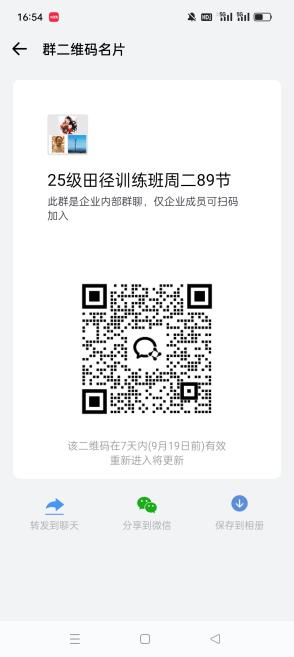 16:54
群二维码名片
25级田径训练班周二89节
此群是企业内部群聊，仅企业成员可扫码
加入
该二维码在7天内(9月19日前)有效
重新进入将更新
转发到聊天 分享到微信 保存到相册